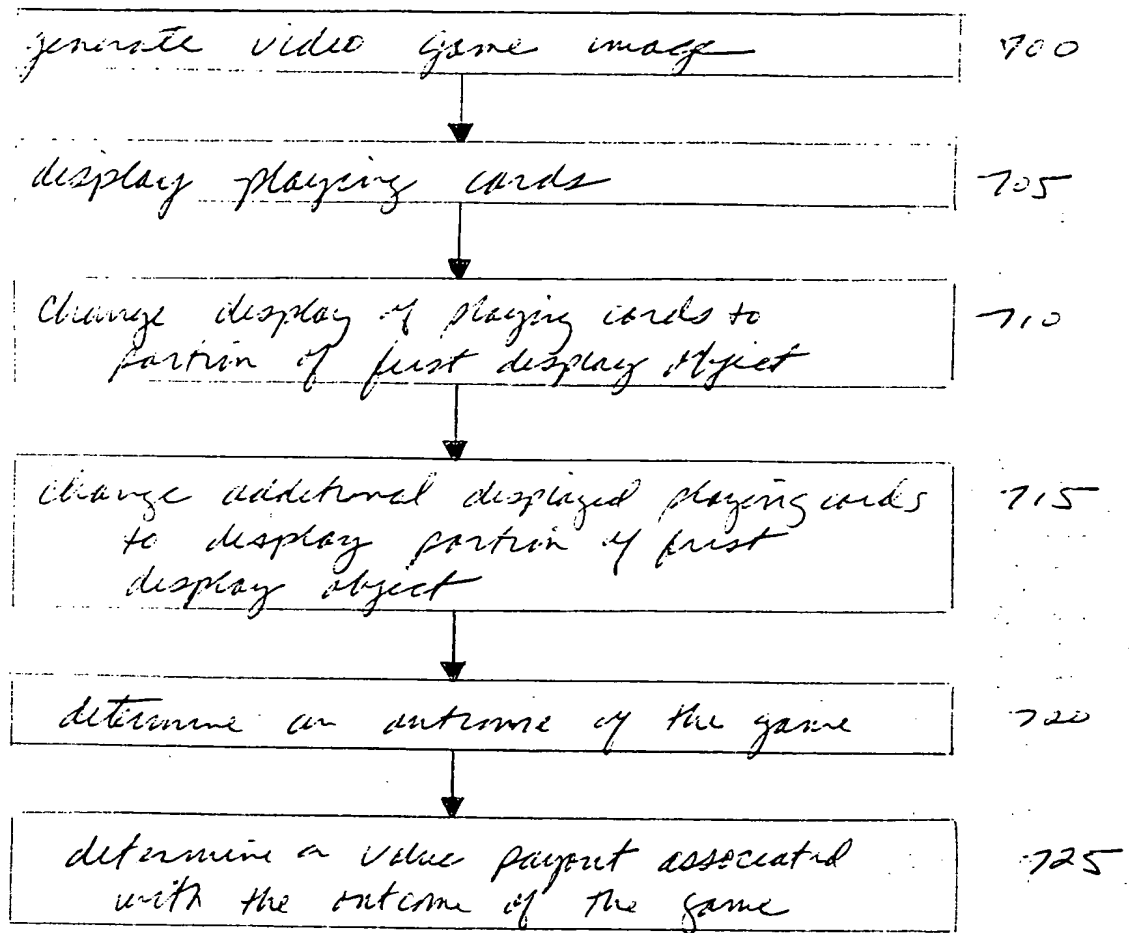 generate video game image 700
display playing cards 705
change display of playing cards to 710
portion of first display object
change additional displayed playing cards 715
to display portion of first
display object
determine an outcome of the game 720
determine a value payout associated 725
with the outcome of the game